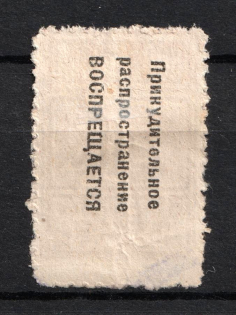 Принудительное
распространение
ВОСПРЕЩАЕТСЯ